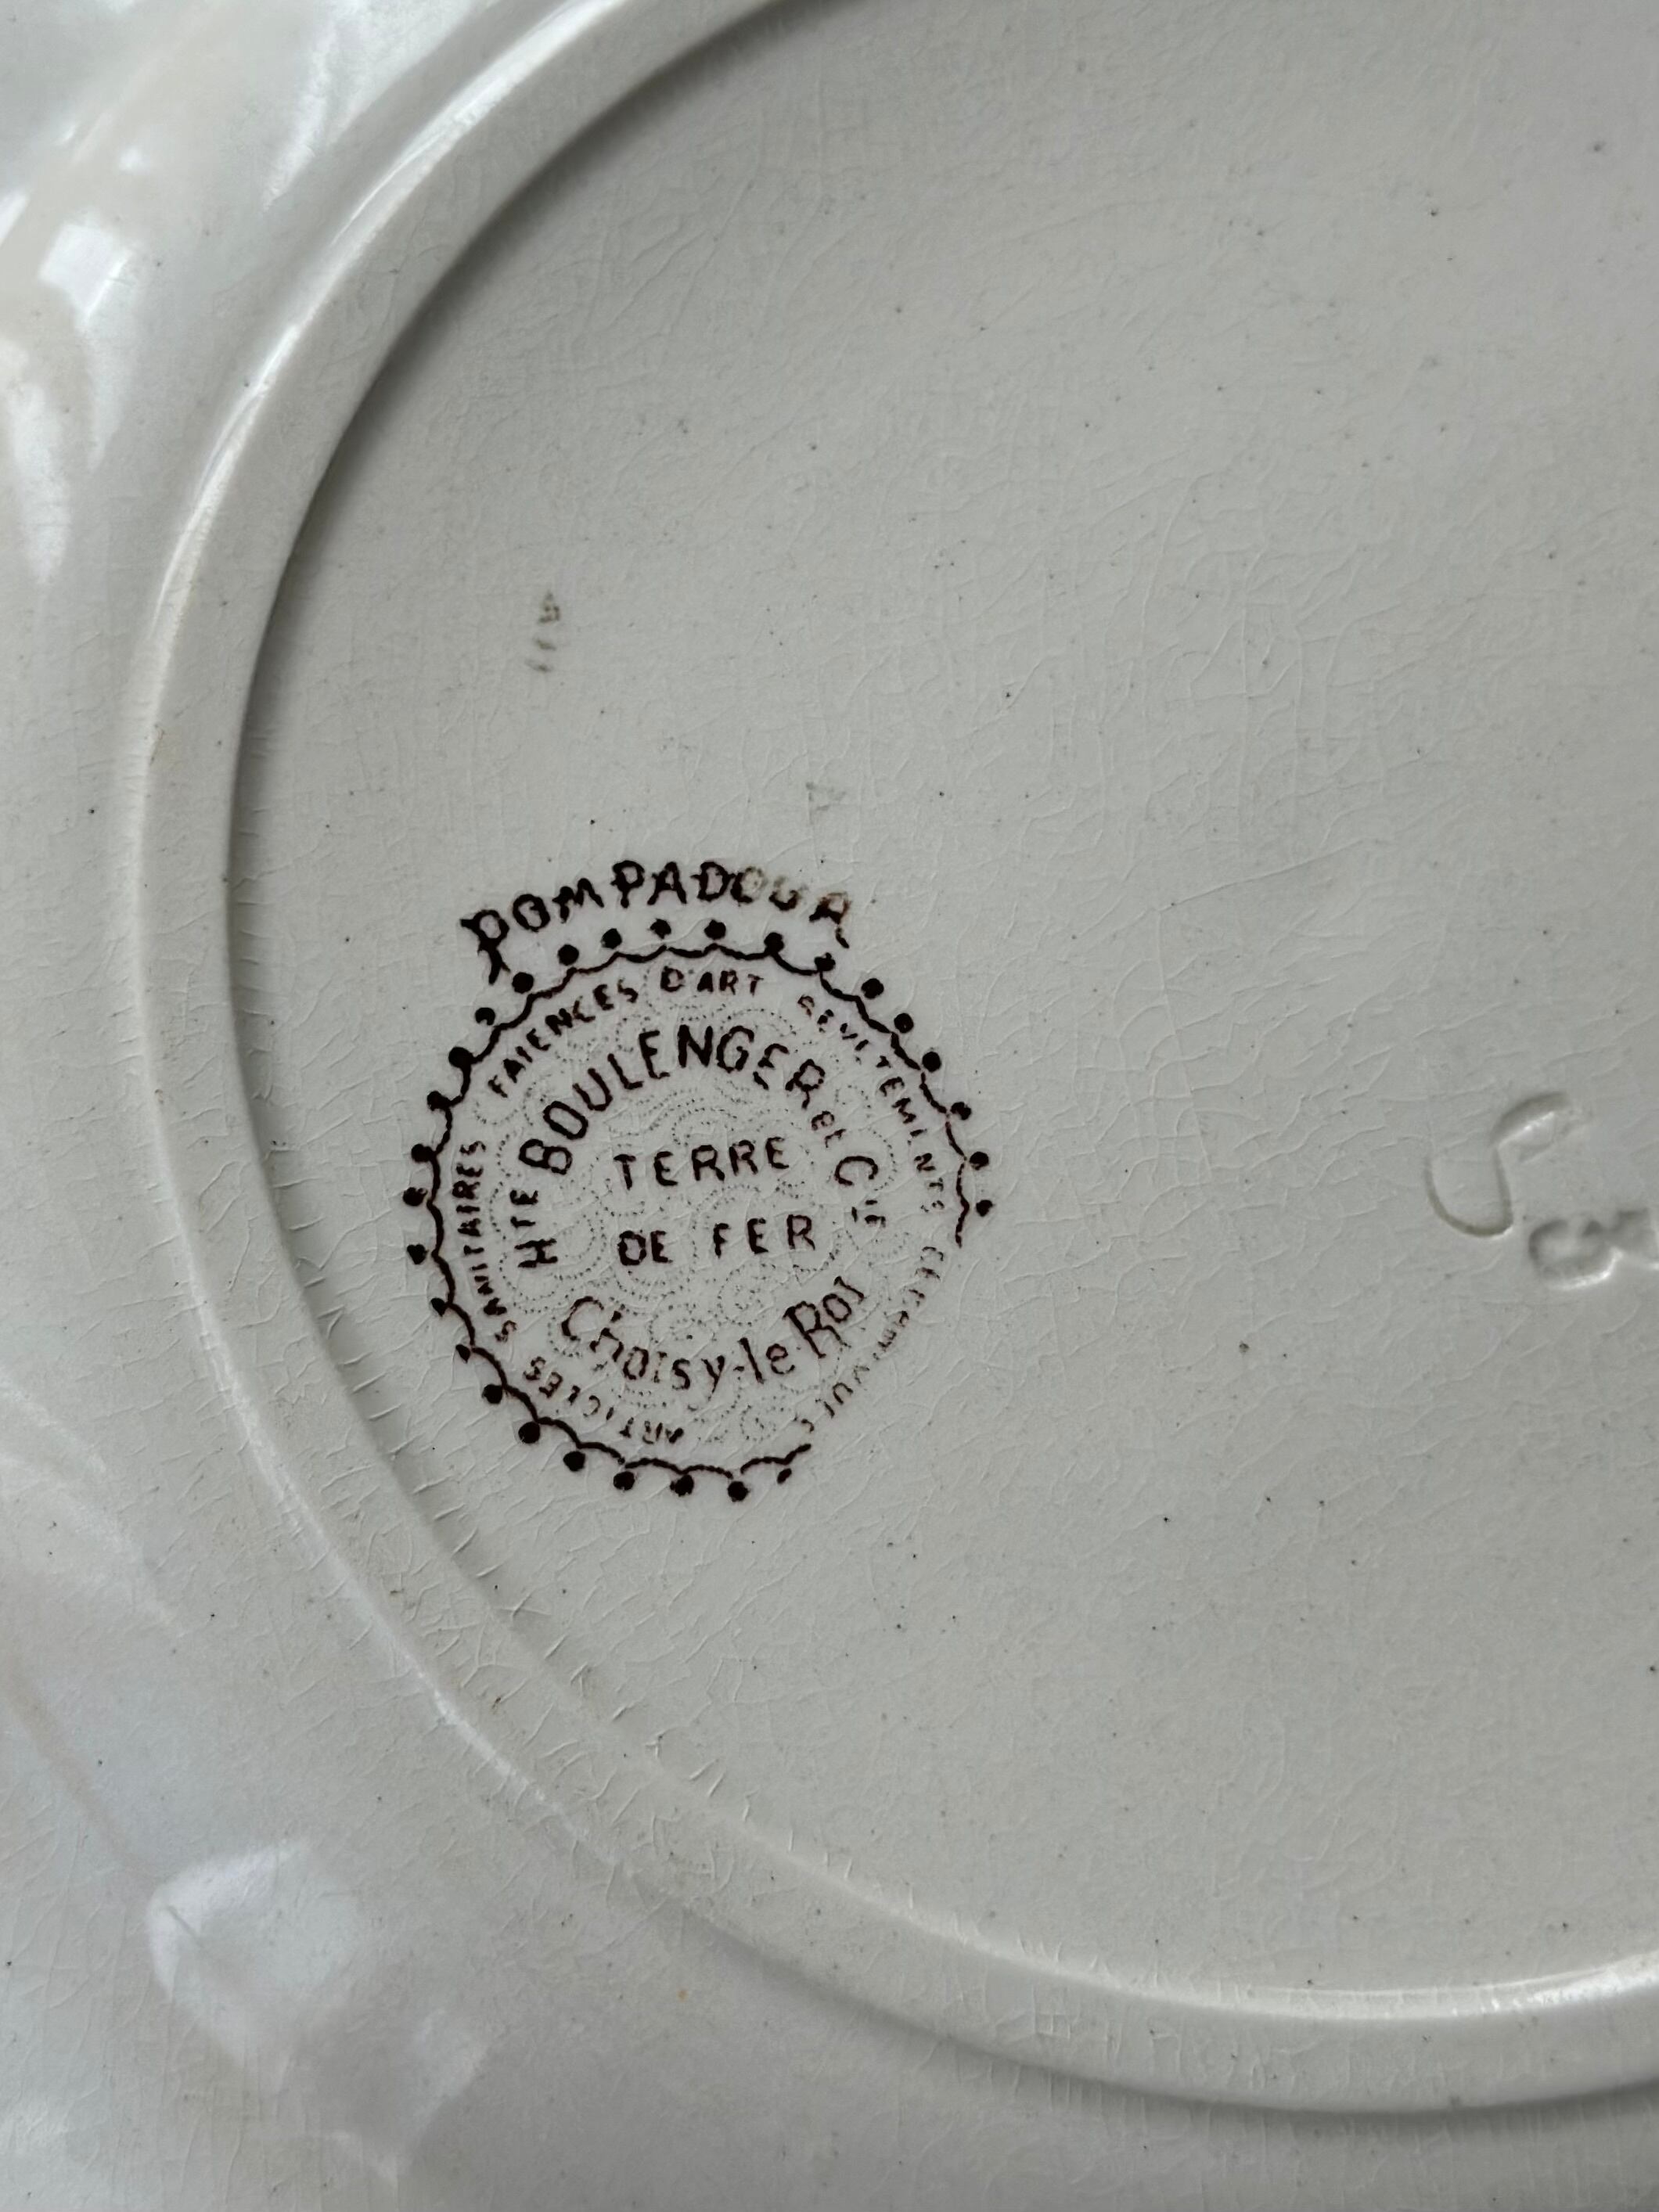 POMPADOUR
FAIENCES D'ART REVETEMENTS
SANITAIRES
ARTICLES
HTE BOULENGER et Cie
TERRE
DE FER
Choisy-le-Roi